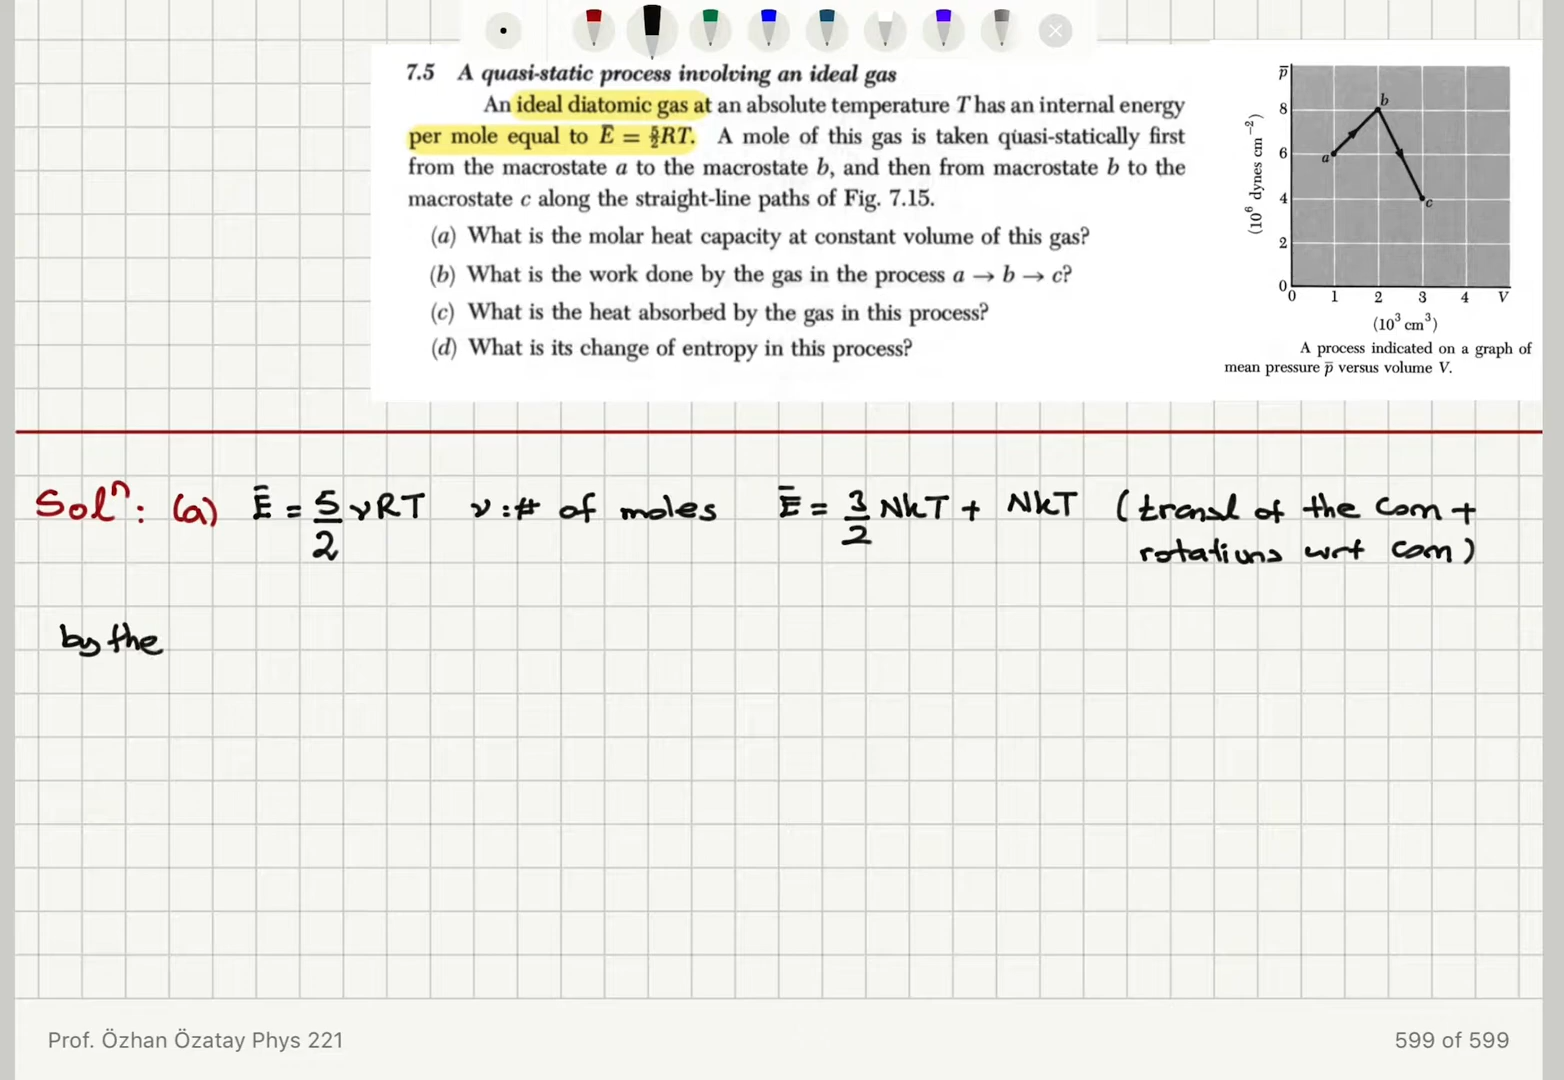 7.5 A quasi-static process involving an ideal gas
An ideal diatomic gas at an absolute temperature T has an internal energy
per mole equal to E̅ = 5/2RT. A mole of this gas is taken quasi-statically first
from the macrostate a to the macrostate b, and then from macrostate b to the
macrostate c along the straight-line paths of Fig. 7.15.
(a) What is the molar heat capacity at constant volume of this gas?
(b) What is the work done by the gas in the process a → b → c?
(c) What is the heat absorbed by the gas in this process?
(d) What is its change of entropy in this process?
p̅
8
6
4
2
0
(10⁶ dynes cm⁻²)
a
b
c
0 1 2 3 4 V
(10³ cm³)
A process indicated on a graph of
mean pressure p̅ versus volume V.
Solⁿ: (a) E̅ = 5/2 νRT ν : # of moles E̅ = 3/2 NkT + NkT (transl of the com +
rotations wrt com)
by the
Prof. Özhan Özatay Phys 221
599 of 599